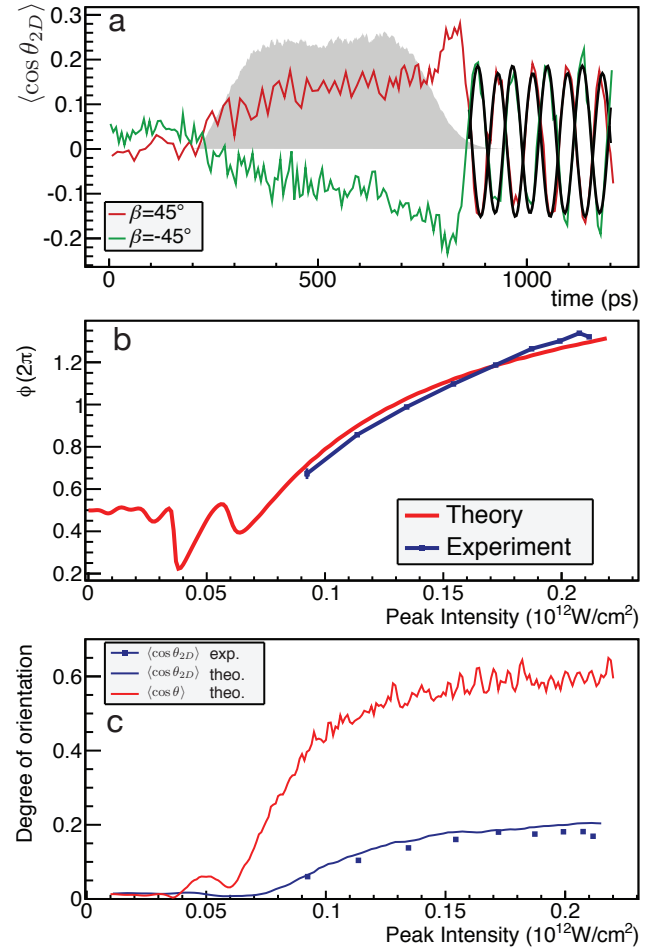 a
⟨cos θ2D⟩
0.3
0.2
0.1
0
-0.1
-0.2
β=45°
β=-45°
0
500
1000
time (ps)
b
ϕ (2π)
1.2
1
0.8
0.6
0.4
0.2
Theory
Experiment
0
0.05
0.1
0.15
0.2
Peak Intensity (10¹²W/cm²)
⟨cos θ2D⟩ exp.
⟨cos θ2D⟩ theo.
⟨cos θ⟩ theo.
c
Degree of orientation
0.6
0.4
0.2
0
0
0.05
0.1
0.15
0.2
Peak Intensity (10¹²W/cm²)